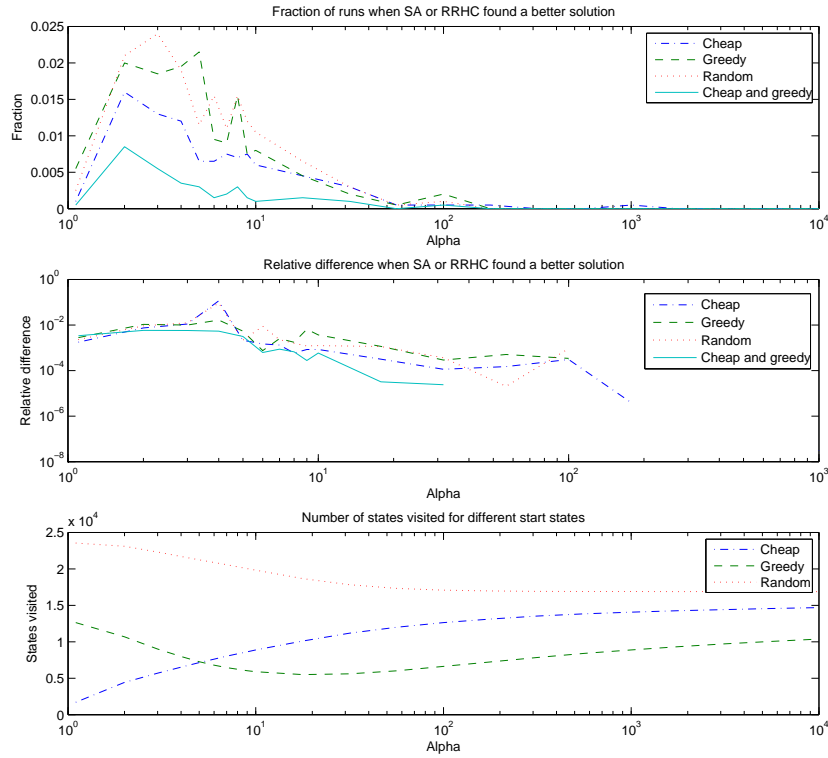 Fraction of runs when SA or RRHC found a better solution
0.025
0.02
0.015
0.01
0.005
0
Fraction
Cheap
Greedy
Random
Cheap and greedy
10^0
10^1
10^2
10^3
10^4
Alpha
Relative difference when SA or RRHC found a better solution
10^0
10^−2
10^−4
10^−6
10^−8
Relative difference
Cheap
Greedy
Random
Cheap and greedy
10^0
10^1
10^2
10^3
Alpha
Number of states visited for different start states
x 10^4
2.5
2
1.5
1
0.5
0
States visited
Cheap
Greedy
Random
10^0
10^1
10^2
10^3
10^4
Alpha